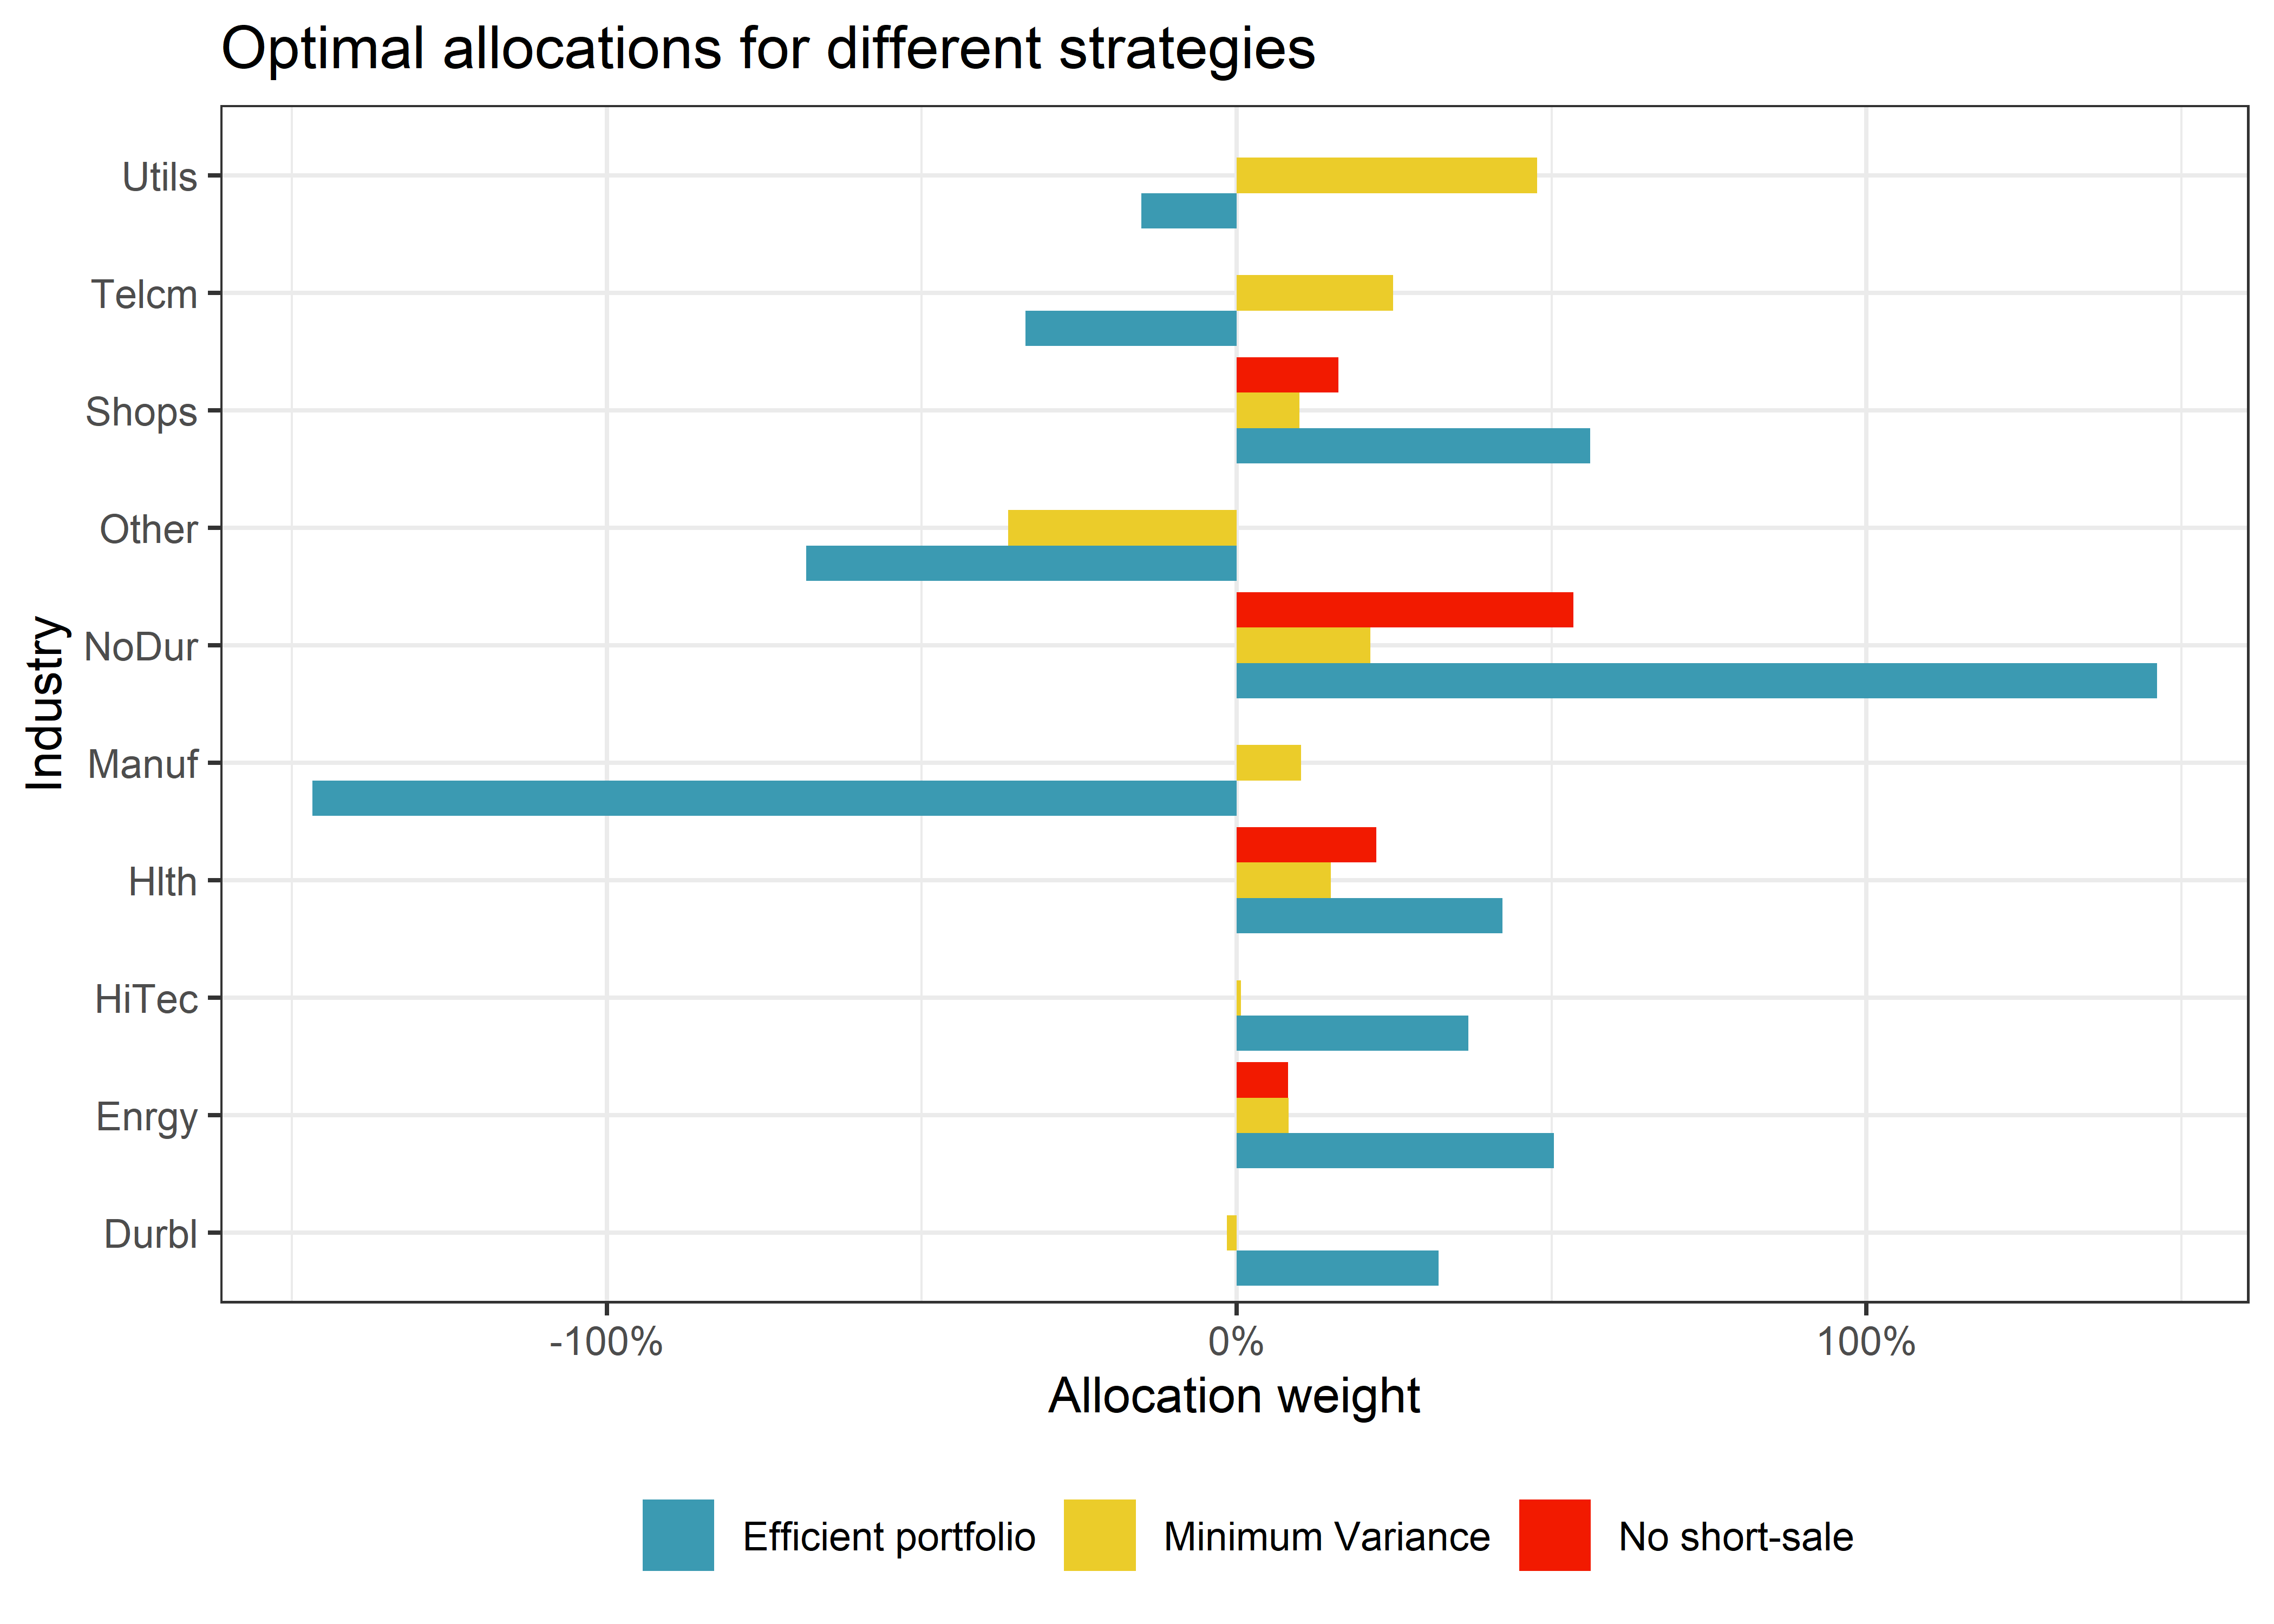 Optimal allocations for different strategies
Industry
Utils
Telcm
Shops
Other
NoDur
Manuf
Hlth
HiTec
Enrgy
Durbl
-100% 0% 100%
Allocation weight
Efficient portfolio Minimum Variance No short-sale